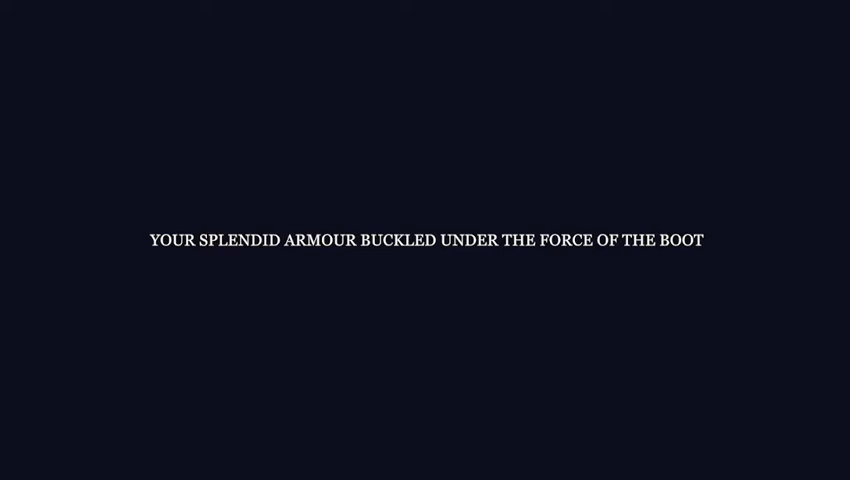 YOUR SPLENDID ARMOUR BUCKLED UNDER THE FORCE OF THE BOOT